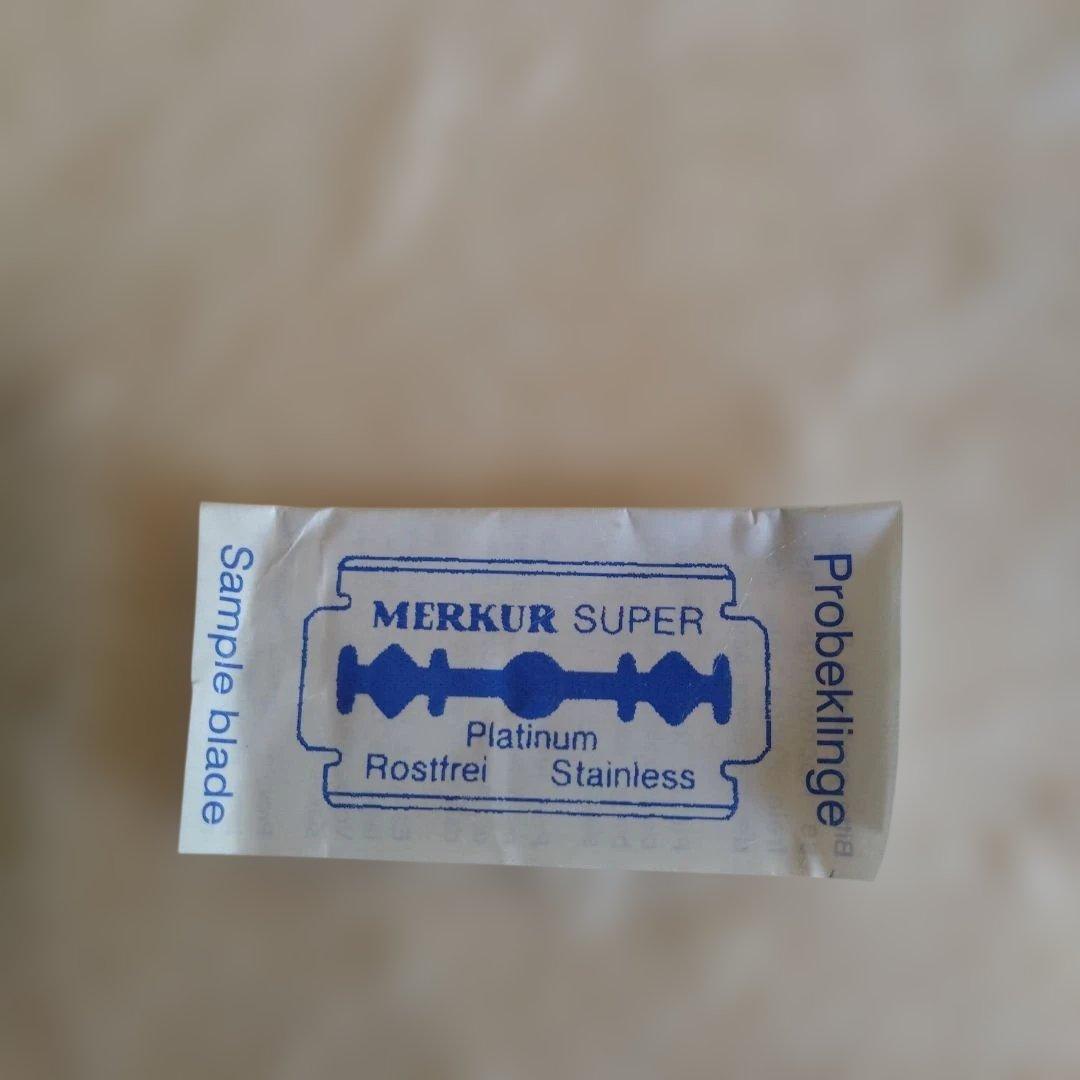 Sample blade
MERKUR SUPER
Platinum
Rostfrei Stainless
Probeklinge